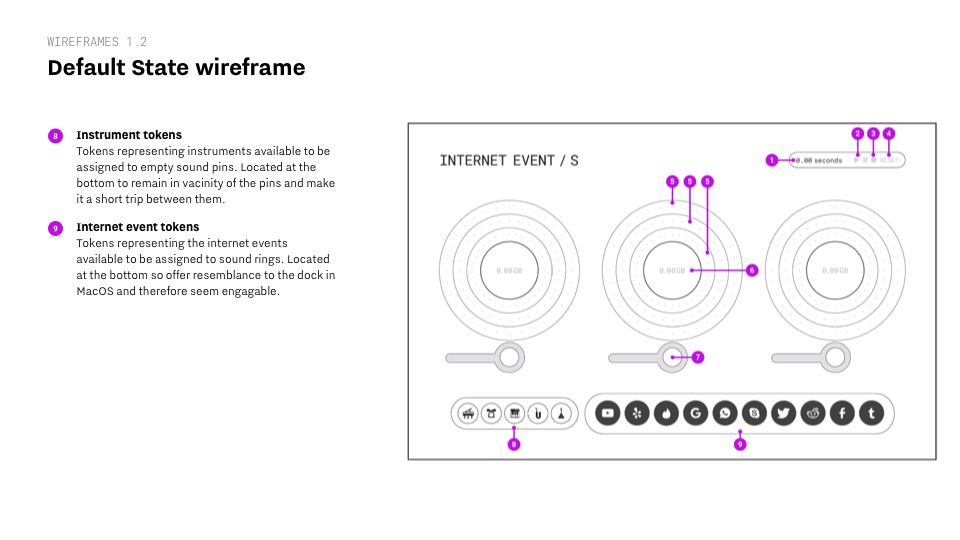 WIREFRAMES 1.2
Default State wireframe
8 Instrument tokens
Tokens representing instruments available to be
assigned to empty sound pins. Located at the
bottom to remain in vacinity of the pins and make
it a short trip between them.
9 Internet event tokens
Tokens representing the internet events
available to be assigned to sound rings. Located
at the bottom so offer resemblance to the dock in
MacOS and therefore seem engagable.
2 3 4
INTERNET EVENT / S
1 0.00 seconds RESET
5 5 5
0.00GB 0.00GB 6 0.00GB
7
8 9